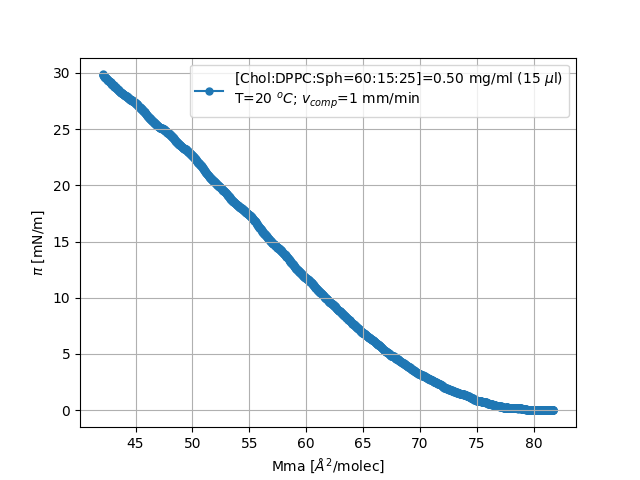 [Chol:DPPC:Sph=60:15:25]=0.50 mg/ml (15 μl)
T=20 °C; v_comp=1 mm/min
30
25
20
15
10
5
0
π [mN/m]
45 50 55 60 65 70 75 80
Mma [Å²/molec]